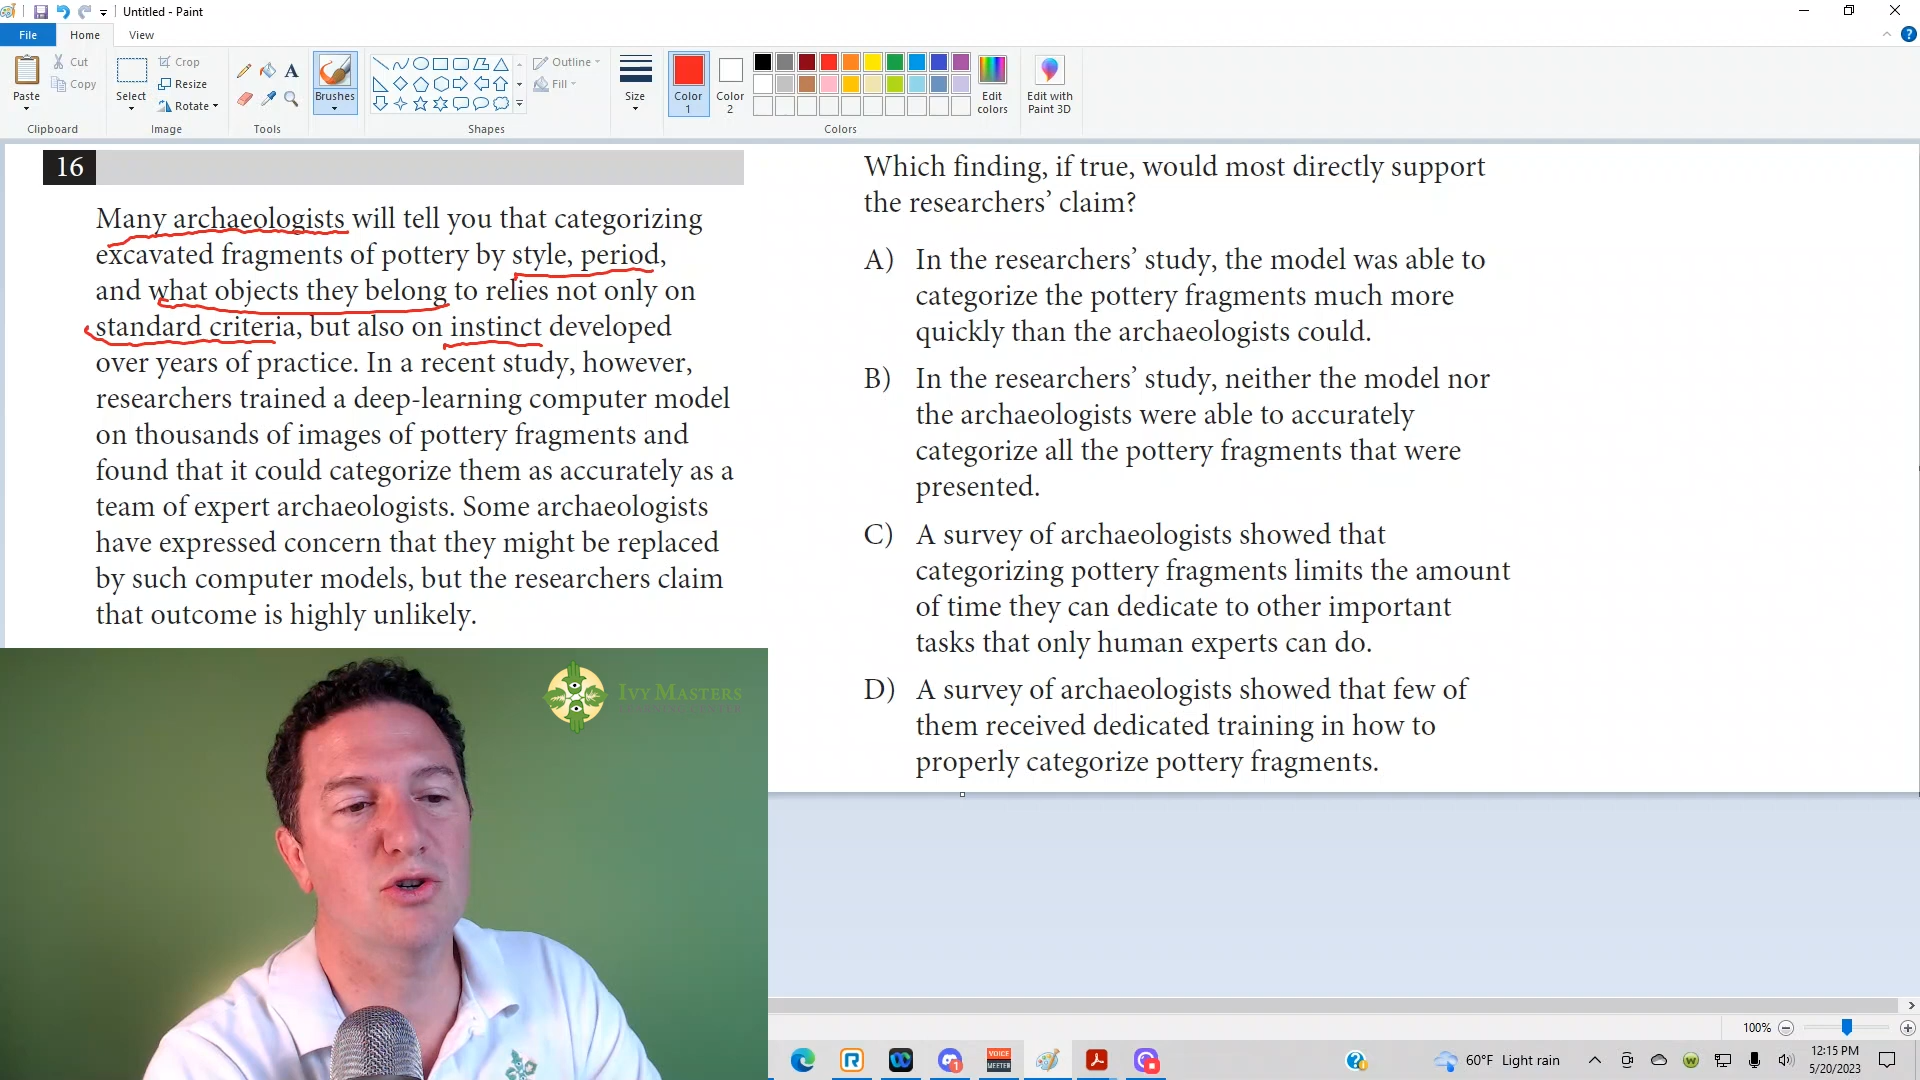 Untitled - Paint
File
Home
View
Paste
Cut
Copy
Clipboard
Select
Crop
Resize
Rotate
Image
Tools
Brushes
Shapes
Outline
Fill
Size
Color 1
Color 2
Edit colors
Edit with Paint 3D
Colors
16
Many archaeologists will tell you that categorizing
excavated fragments of pottery by style, period,
and what objects they belong to relies not only on
standard criteria, but also on instinct developed
over years of practice. In a recent study, however,
researchers trained a deep-learning computer model
on thousands of images of pottery fragments and
found that it could categorize them as accurately as a
team of expert archaeologists. Some archaeologists
have expressed concern that they might be replaced
by such computer models, but the researchers claim
that outcome is highly unlikely.
Which finding, if true, would most directly support
the researchers’ claim?
A) In the researchers’ study, the model was able to
categorize the pottery fragments much more
quickly than the archaeologists could.
B) In the researchers’ study, neither the model nor
the archaeologists were able to accurately
categorize all the pottery fragments that were
presented.
C) A survey of archaeologists showed that
categorizing pottery fragments limits the amount
of time they can dedicate to other important
tasks that only human experts can do.
D) A survey of archaeologists showed that few of
them received dedicated training in how to
properly categorize pottery fragments.
IVY MASTERS
100%
VOICE
MEETER
60°F Light rain
12:15 PM
5/20/2023